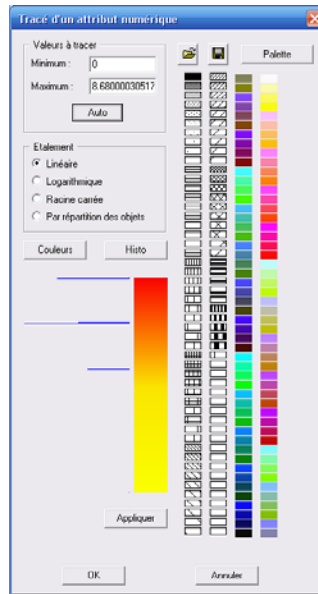 Tracé d'un attribut numérique
Valeurs à tracer
Minimum : 0
Maximum : 8.68000030517
Auto
Palette
Etalement
Linéaire
Logarithmique
Racine carrée
Par répartition des objets
Couleurs
Histo
Appliquer
OK
Annuler